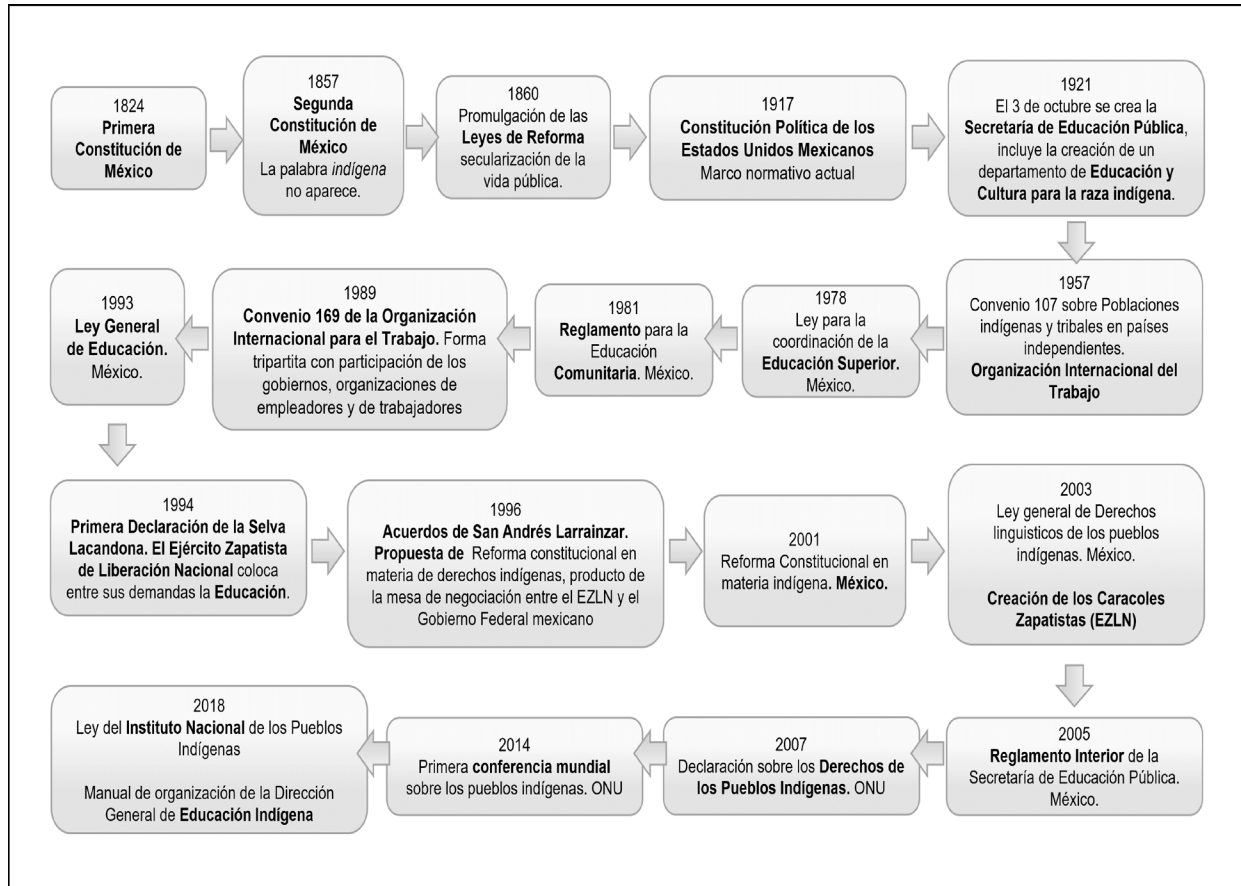 1824
Primera
Constitución de
México
1857
Segunda
Constitución de
México
La palabra indígena
no aparece.
1860
Promulgación de las
Leyes de Reforma
secularización de la
vida pública.
1917
Constitución Política de los
Estados Unidos Mexicanos
Marco normativo actual
1921
El 3 de octubre se crea la
Secretaría de Educación Pública,
incluye la creación de un
departamento de Educación y
Cultura para la raza indígena.
1957
Convenio 107 sobre Poblaciones
indígenas y tribales en países
independientes.
Organización Internacional del
Trabajo
1978
Ley para la
coordinación de la
Educación Superior.
México.
1981
Reglamento para la
Educación
Comunitaria. México.
1989
Convenio 169 de la Organización
Internacional para el Trabajo. Forma
tripartita con participación de los
gobiernos, organizaciones de
empleadores y de trabajadores
1993
Ley General
de Educación.
México.
1994
Primera Declaración de la Selva
Lacandona. El Ejército Zapatista
de Liberación Nacional coloca
entre sus demandas la Educación.
1996
Acuerdos de San Andrés Larrainzar.
Propuesta de Reforma constitucional en
materia de derechos indígenas, producto de
la mesa de negociación entre el EZLN y el
Gobierno Federal mexicano
2001
Reforma Constitucional en
materia indígena. México.
2003
Ley general de Derechos
linguisticos de los pueblos
indígenas. México.
Creación de los Caracoles
Zapatistas (EZLN)
2005
Reglamento Interior de la
Secretaría de Educación Pública.
México.
2007
Declaración sobre los Derechos de
los Pueblos Indígenas. ONU
2014
Primera conferencia mundial
sobre los pueblos indígenas. ONU
2018
Ley del Instituto Nacional de los Pueblos
Indígenas
Manual de organización de la Dirección
General de Educación Indígena